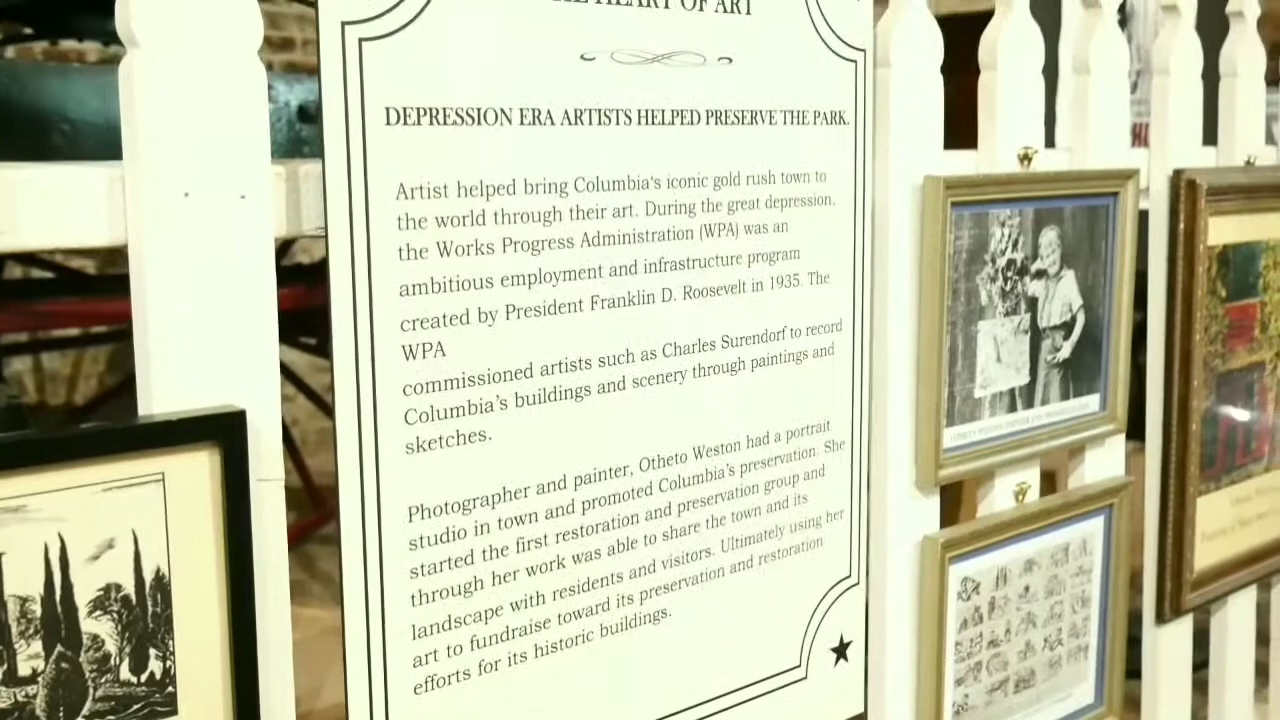 HEART OF ART
DEPRESSION ERA ARTISTS HELPED PRESERVE THE PARK.
Artist helped bring Columbia's iconic gold rush town to
the world through their art. During the great depression.
the Works Progress Administration (WPA) was an
ambitious employment and infrastructure program
created by President Franklin D. Roosevelt in 1935. The
WPA
commissioned artists such as Charles Surendorf to record
Columbia's buildings and scenery through paintings and
sketches.
Photographer and painter, Otheto Weston had a portrait
studio in town and promoted Columbia's preservation. She
started the first restoration and preservation group and
through her work was able to share the town and its
landscape with residents and visitors. Ultimately using her
art to fundraise toward its preservation and restoration
efforts for its historic buildings.